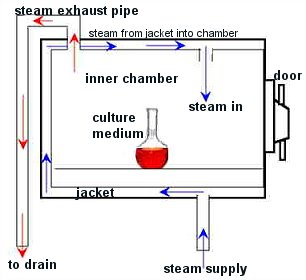 steam exhaust pipe
steam from jacket into chamber
inner chamber
door
steam in
culture
medium
jacket
to drain
steam supply